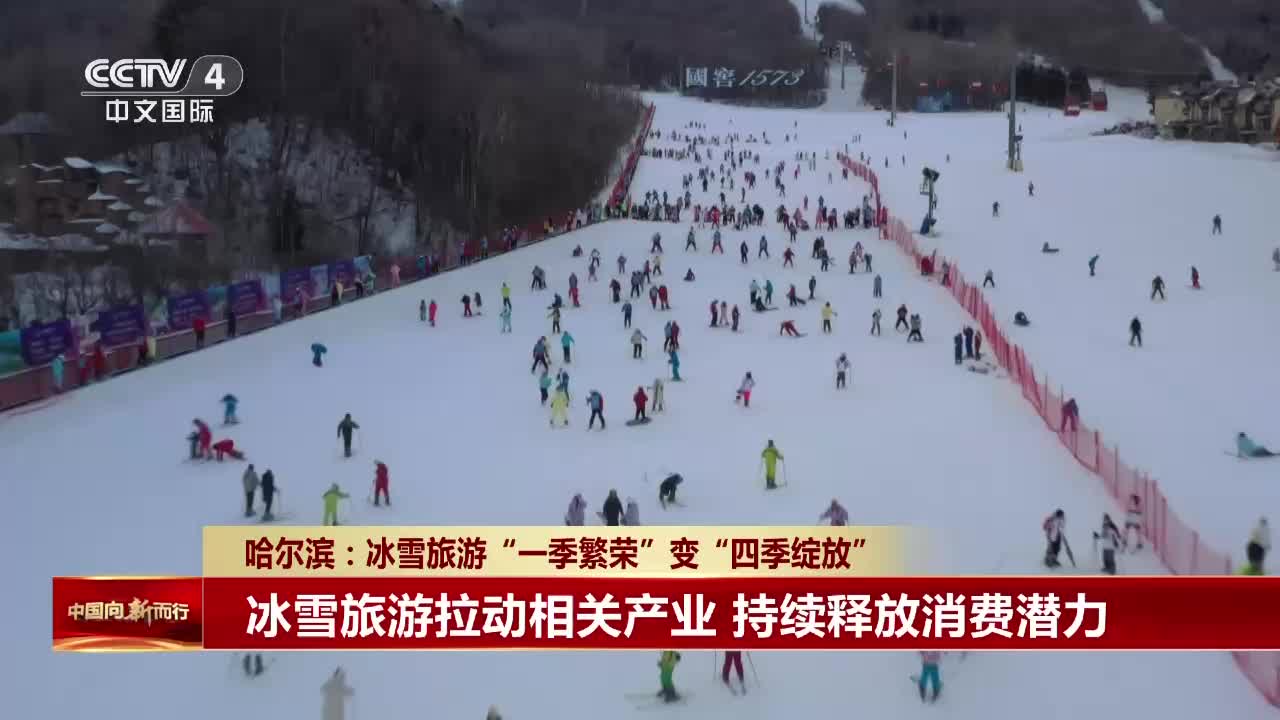 CCTV 4
中文国际
國窖1573
哈尔滨：冰雪旅游“一季繁荣”变“四季绽放”
中国向新而行
冰雪旅游拉动相关产业 持续释放消费潜力